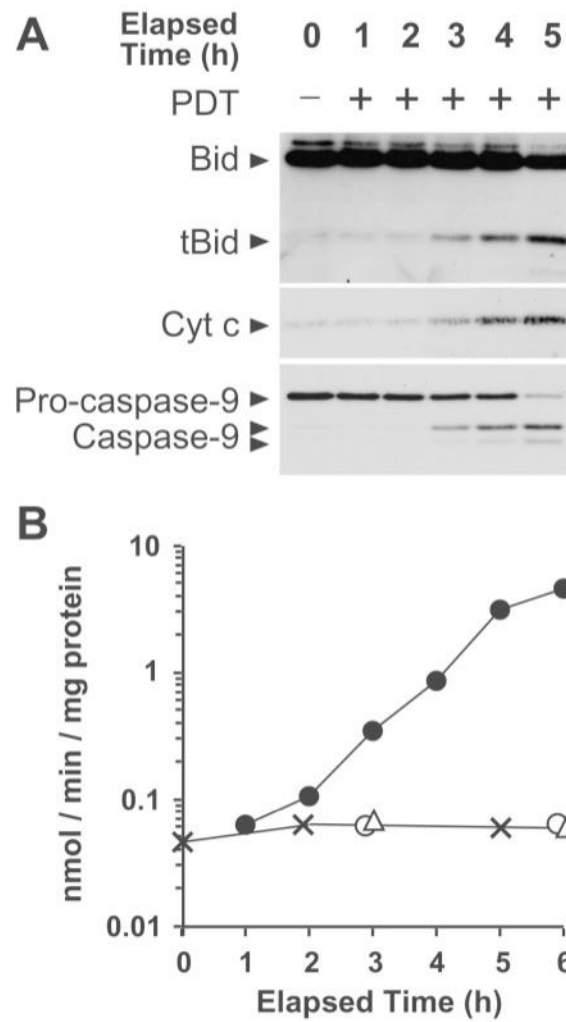 A
Elapsed
Time (h) 0 1 2 3 4 5
PDT − + + + + +
Bid
tBid
Cyt c
Pro-caspase-9
Caspase-9
B
nmol / min / mg protein
10
1
0.1
0.01
0 1 2 3 4 5 6
Elapsed Time (h)